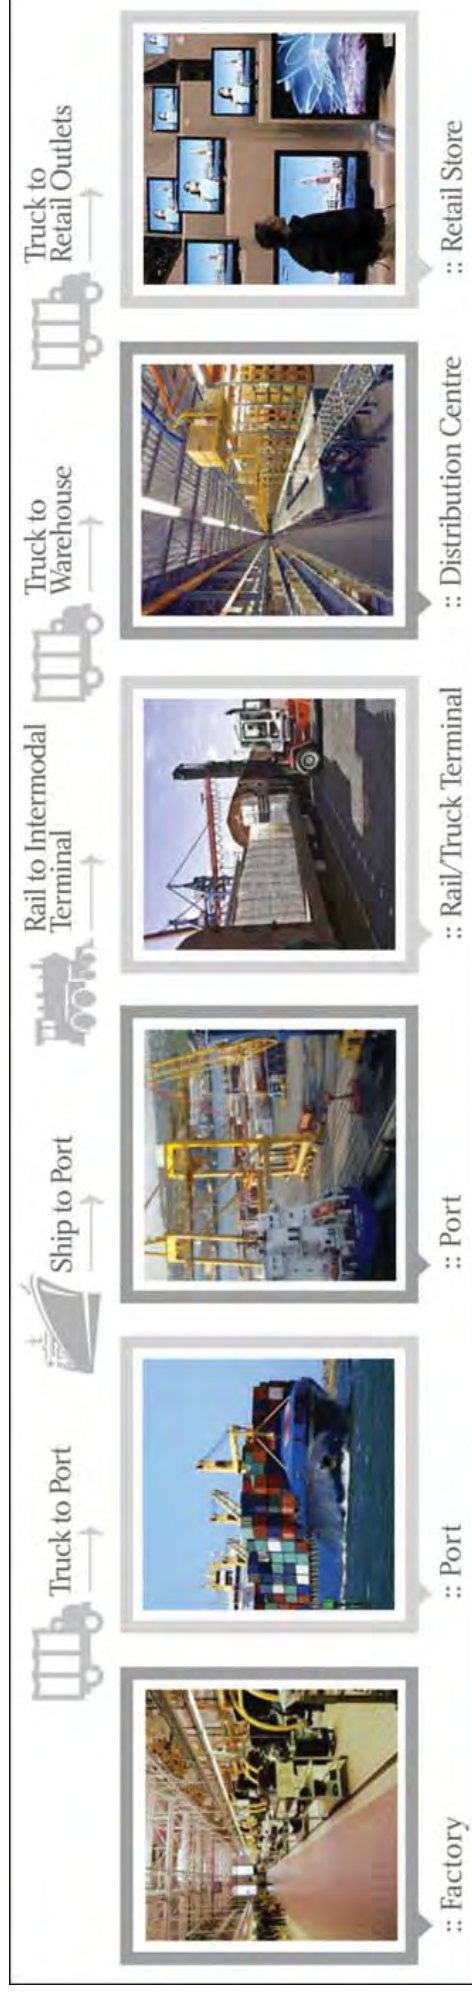 Truck to Port
Ship to Port
Rail to Intermodal
Terminal
Truck to
Warehouse
Truck to
Retail Outlets
:: Factory
:: Port
:: Port
:: Rail/Truck Terminal
:: Distribution Centre
:: Retail Store